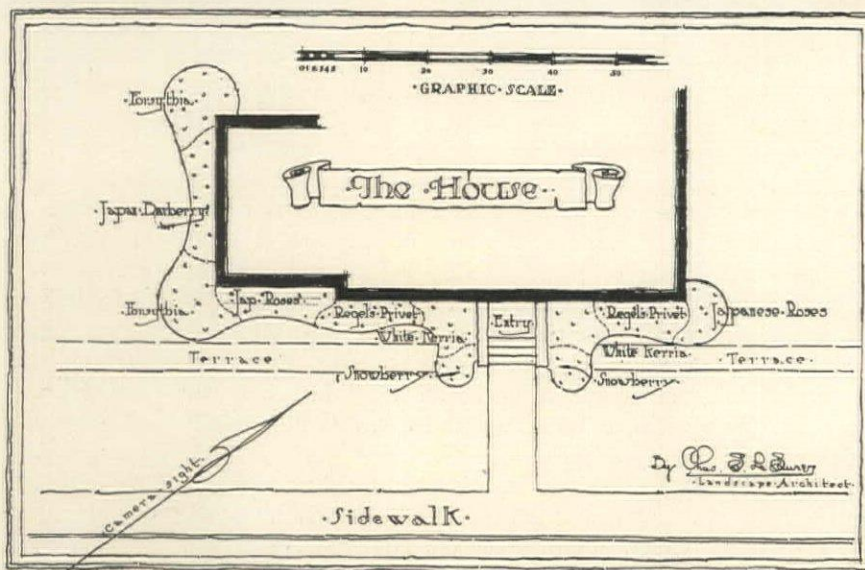 0 1 2 3 4 5 10 20 30 40 50
·GRAPHIC·SCALE·
·Forsythia·
·The·House·
·Japan·Barberry·
·Forsythia·
·Jap·Roses·
·Regel's·Privet·
·Entry·
·Regel's·Privet·
·Japanese·Roses·
·White·Kerria·
·White·Kerria·
Terrace
·Terrace·
·Snowberry·
·Snowberry·
·Camera sight·
By Chas.
·Landscape·Architect·
·Sidewalk·